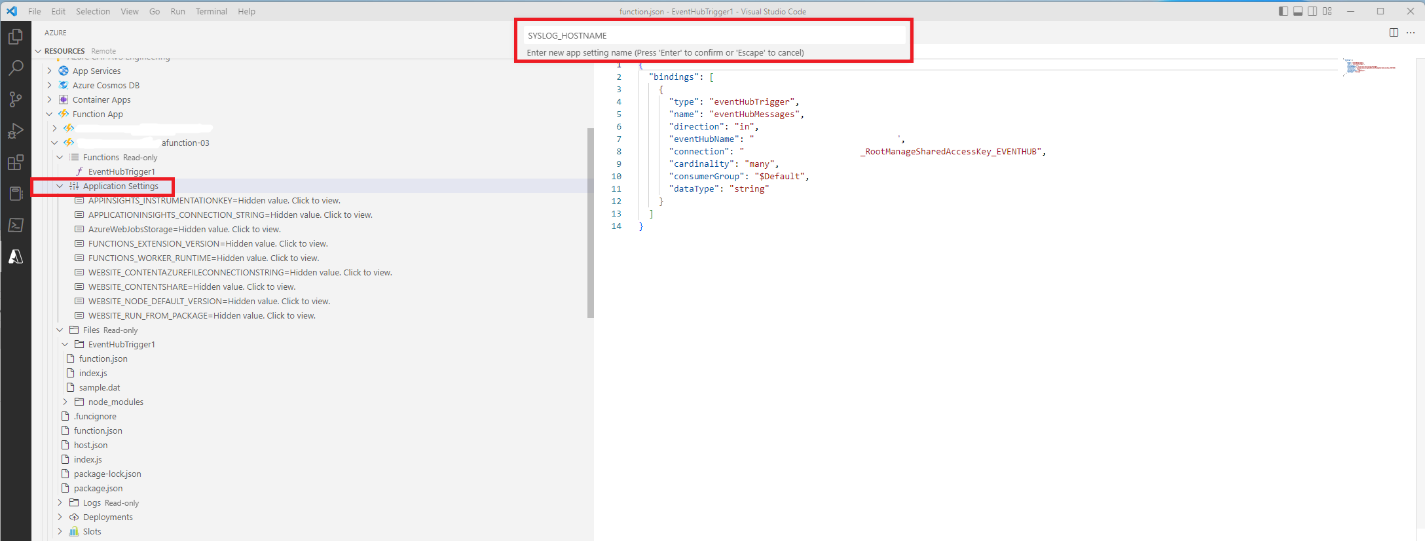 File Edit Selection View Go Run Terminal Help
function.json - EventHubTrigger1 - Visual Studio Code
AZURE
SYSLOG_HOSTNAME
Enter new app setting name (Press 'Enter' to confirm or 'Escape' to cancel)
RESOURCES Remote
App Services
Azure Cosmos DB
Container Apps
Function App
afunction-03
Functions Read-only
EventHubTrigger1
Application Settings
APPINSIGHTS_INSTRUMENTATIONKEY=Hidden value. Click to view.
APPLICATIONINSIGHTS_CONNECTION_STRING=Hidden value. Click to view.
AzureWebJobsStorage=Hidden value. Click to view.
FUNCTIONS_EXTENSION_VERSION=Hidden value. Click to view.
FUNCTIONS_WORKER_RUNTIME=Hidden value. Click to view.
WEBSITE_CONTENTAZUREFILECONNECTIONSTRING=Hidden value. Click to view.
WEBSITE_CONTENTSHARE=Hidden value. Click to view.
WEBSITE_NODE_DEFAULT_VERSION=Hidden value. Click to view.
WEBSITE_RUN_FROM_PACKAGE=Hidden value. Click to view.
Files Read-only
EventHubTrigger1
function.json
index.js
sample.dat
node_modules
.funcignore
function.json
host.json
index.js
package-lock.json
package.json
Logs Read-only
Deployments
Slots
1 {
2 "bindings": [
3 {
4 "type": "eventHubTrigger",
5 "name": "eventHubMessages",
6 "direction": "in",
7 "eventHubName": " ",
8 "connection": " _RootManageSharedAccessKey_EVENTHUB",
9 "cardinality": "many",
10 "consumerGroup": "$Default",
11 "dataType": "string"
12 }
13 ]
14 }